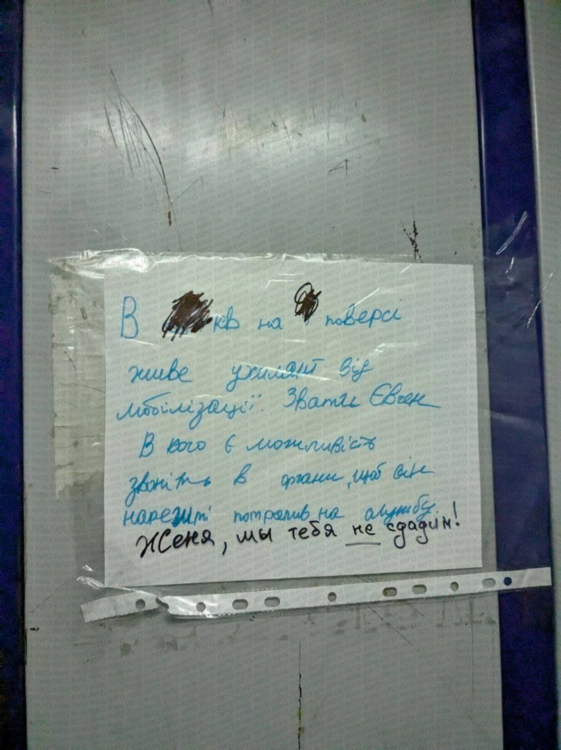 В кв на поверсі
живе ухилянт від
мобілізації. Звати Євген
В кого є можливість
звоніть в органи, щоб він
нарешті потрапив на службу.
Женя, мы тебя не сдадим!